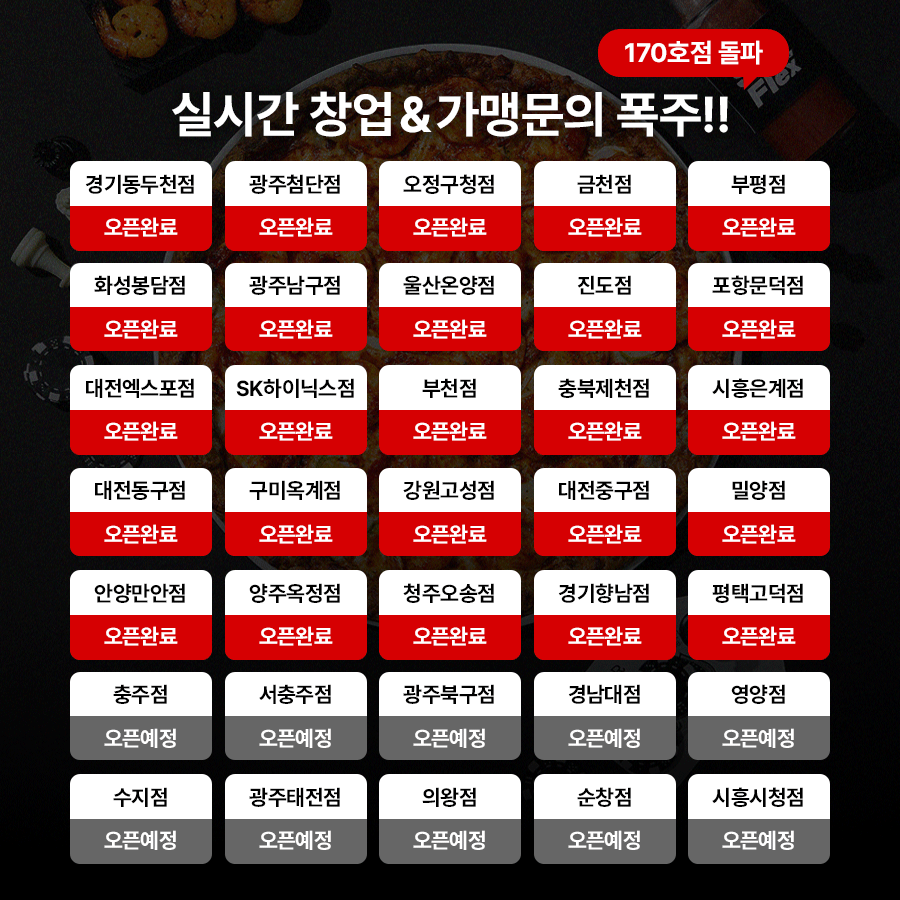 170호점 돌파
Flex
실시간 창업&가맹문의 폭주!!
경기동두천점 광주첨단점 오정구청점 금천점 부평점
오픈완료 오픈완료 오픈완료 오픈완료 오픈완료
화성봉담점 광주남구점 울산온양점 진도점 포항문덕점
오픈완료 오픈완료 오픈완료 오픈완료 오픈완료
대전엑스포점 SK하이닉스점 부천점 충북제천점 시흥은계점
오픈완료 오픈완료 오픈완료 오픈완료 오픈완료
대전동구점 구미옥계점 강원고성점 대전중구점 밀양점
오픈완료 오픈완료 오픈완료 오픈완료 오픈완료
안양만안점 양주옥정점 청주오송점 경기향남점 평택고덕점
오픈완료 오픈완료 오픈완료 오픈완료 오픈완료
충주점 서충주점 광주북구점 경남대점 영양점
오픈예정 오픈예정 오픈예정 오픈예정 오픈예정
수지점 광주태전점 의왕점 순창점 시흥시청점
오픈예정 오픈예정 오픈예정 오픈예정 오픈예정